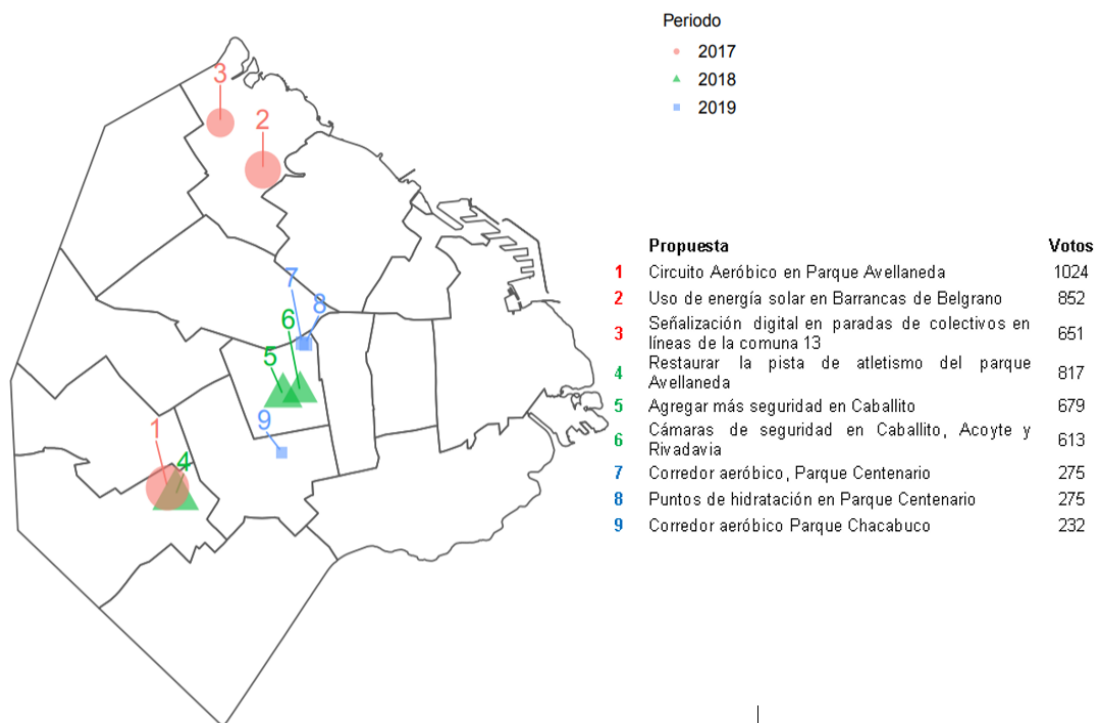 Periodo
2017
2018
2019
3
2
7
8
6
5
9
1
4
Propuesta Votos
1 Circuito Aeróbico en Parque Avellaneda 1024
2 Uso de energía solar en Barrancas de Belgrano 852
3 Señalización digital en paradas de colectivos en
líneas de la comuna 13 651
4 Restaurar la pista de atletismo del parque
Avellaneda 817
5 Agregar más seguridad en Caballito 679
6 Cámaras de seguridad en Caballito, Acoyte y
Rivadavia 613
7 Corredor aeróbico, Parque Centenario 275
8 Puntos de hidratación en Parque Centenario 275
9 Corredor aeróbico Parque Chacabuco 232